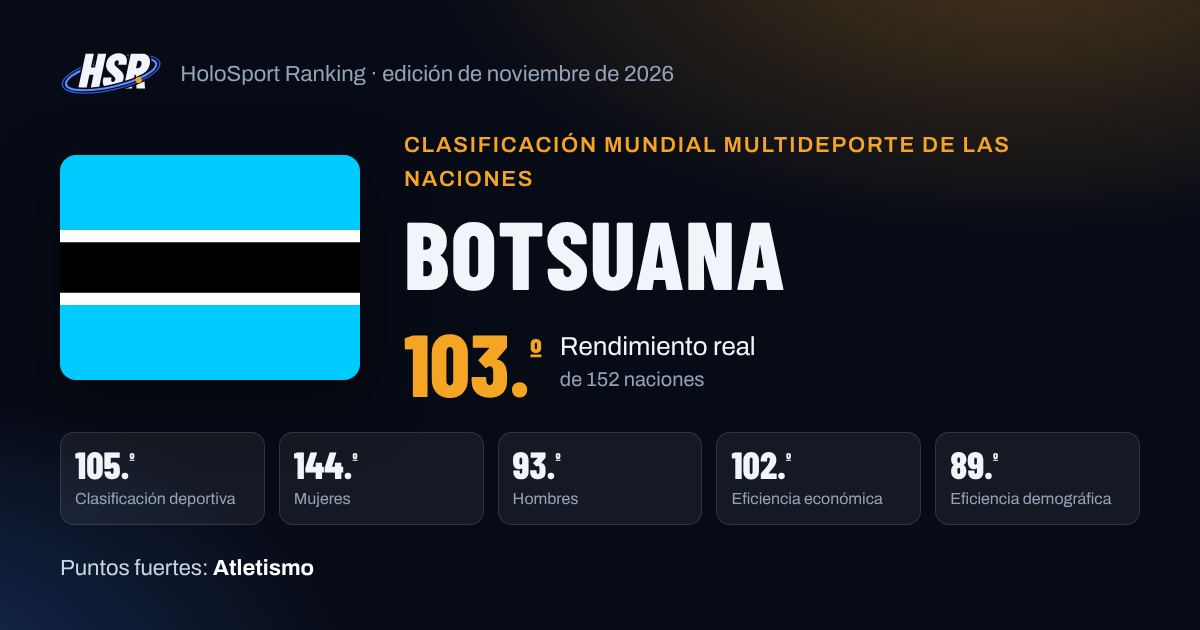 HSR
HoloSport Ranking · edición de noviembre de 2026
CLASIFICACIÓN MUNDIAL MULTIDEPORTE DE LAS
NACIONES
BOTSUANA
103.º
Rendimiento real
de 152 naciones
105.º
Clasificación deportiva
144.º
Mujeres
93.º
Hombres
102.º
Eficiencia económica
89.º
Eficiencia demográfica
Puntos fuertes: Atletismo